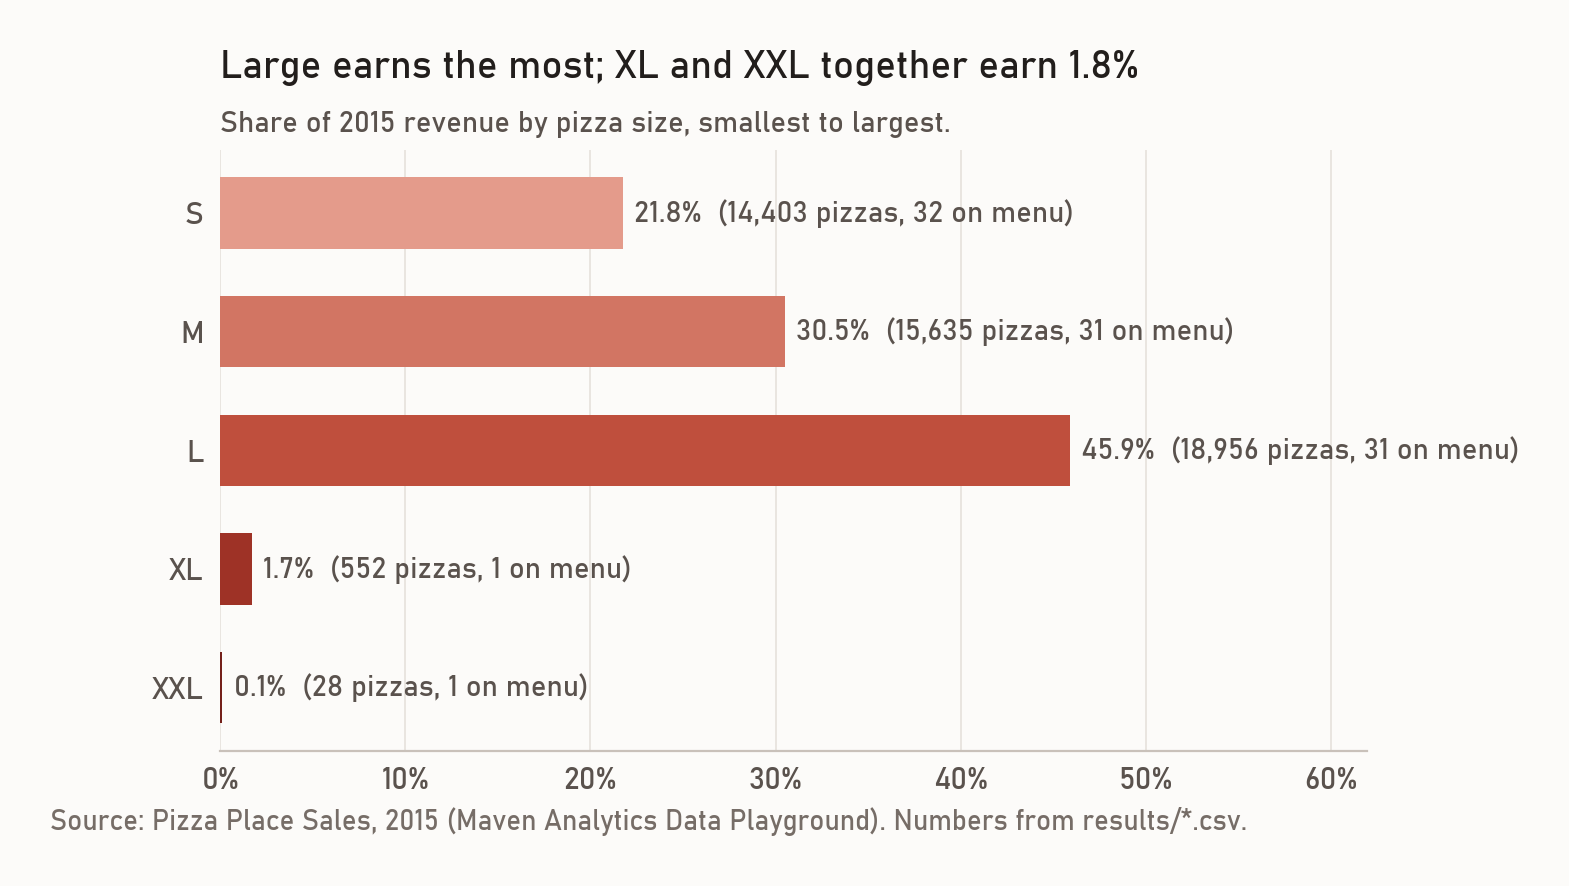 Large earns the most; XL and XXL together earn 1.8%
Share of 2015 revenue by pizza size, smallest to largest.
S
21.8% (14,403 pizzas, 32 on menu)
M
30.5% (15,635 pizzas, 31 on menu)
L
45.9% (18,956 pizzas, 31 on menu)
XL
1.7% (552 pizzas, 1 on menu)
XXL
0.1% (28 pizzas, 1 on menu)
0% 10% 20% 30% 40% 50% 60%
Source: Pizza Place Sales, 2015 (Maven Analytics Data Playground). Numbers from results/*.csv.